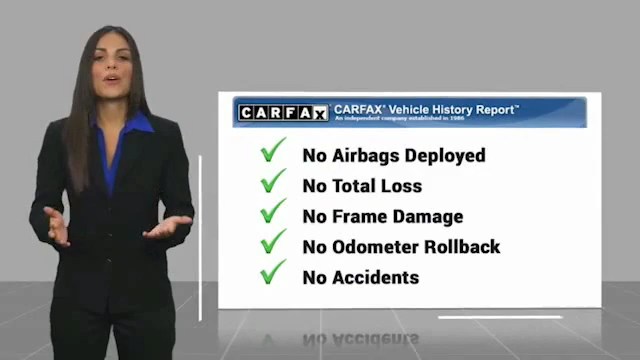 CARFAX CARFAX® Vehicle History Report™
An independent company established in 1986
No Airbags Deployed
No Total Loss
No Frame Damage
No Odometer Rollback
No Accidents